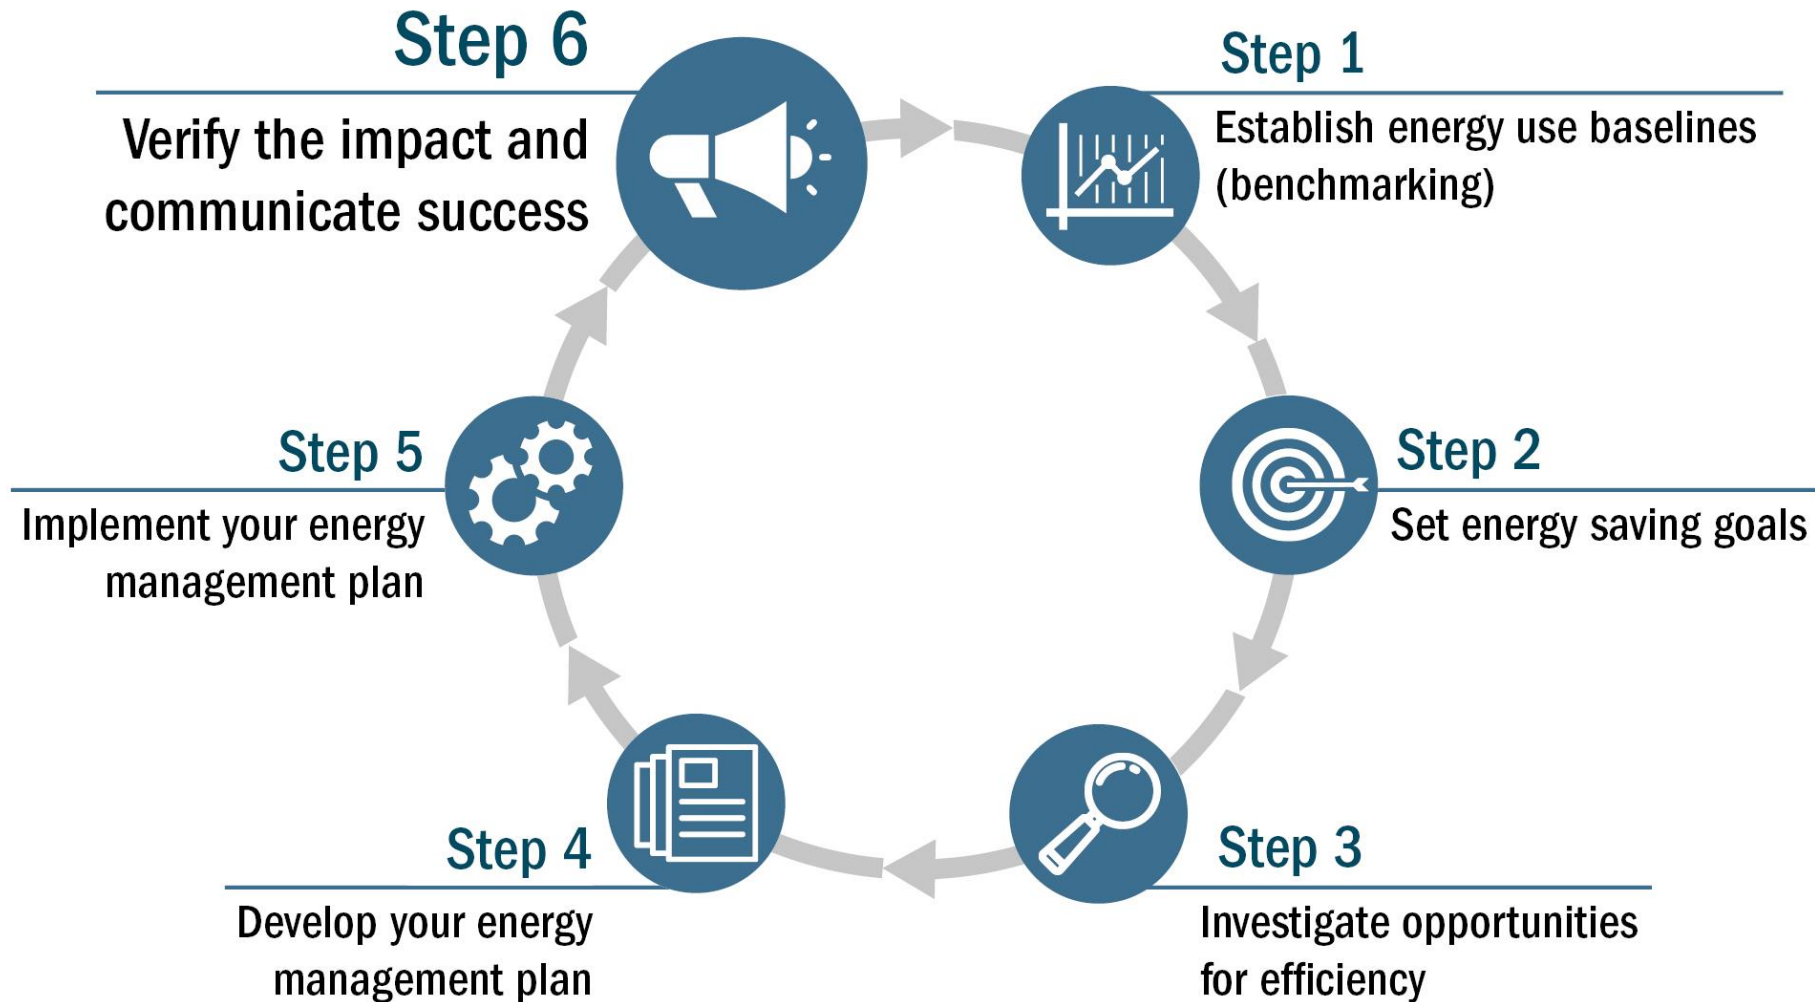 Step 6
Verify the impact and
communicate success
Step 1
Establish energy use baselines
(benchmarking)
Step 2
Set energy saving goals
Step 3
Investigate opportunities
for efficiency
Step 4
Develop your energy
management plan
Step 5
Implement your energy
management plan